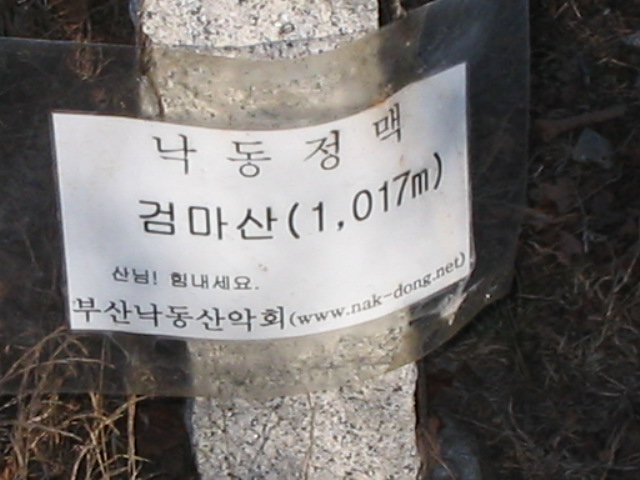 낙동정맥
검마산(1,017m)
산님! 힘내세요.
부산낙동산악회(www.nak-dong.net)